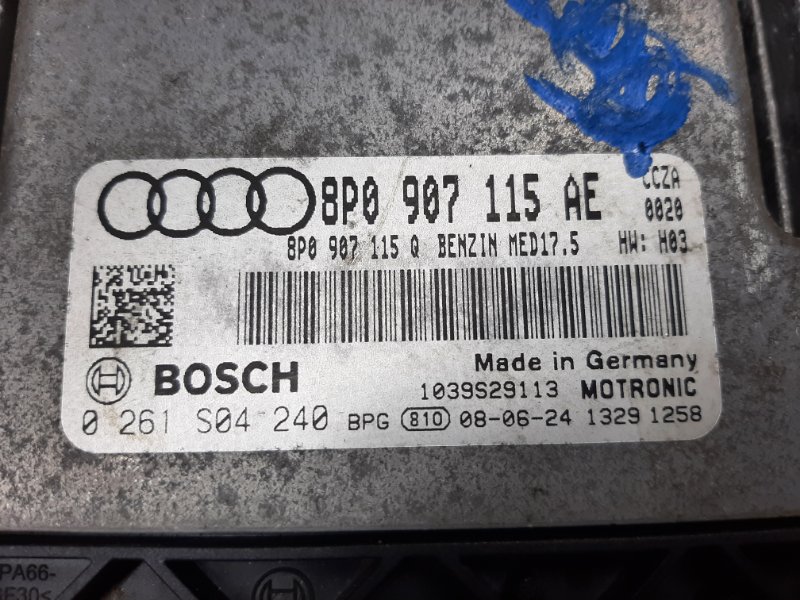 8P0 907 115 AE CCZA
0020
8P0 907 115 Q BENZIN MED17.5 HW: H03
Made in Germany
BOSCH
1039S29113 MOTRONIC
0 261 S04 240 BPG 810 08-06-24 1329 1258
PA66-